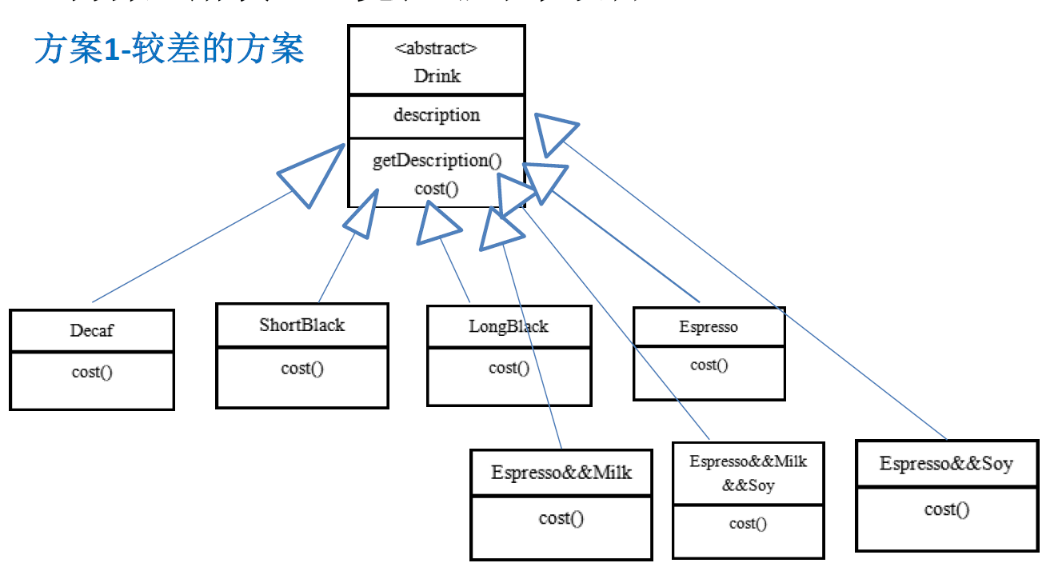 方案1-较差的方案
<abstract>
Drink
description
getDescription()
cost()
Decaf
cost()
ShortBlack
cost()
LongBlack
cost()
Espresso
cost()
Espresso&&Milk
cost()
Espresso&&Milk
&&Soy
cost()
Espresso&&Soy
cost()